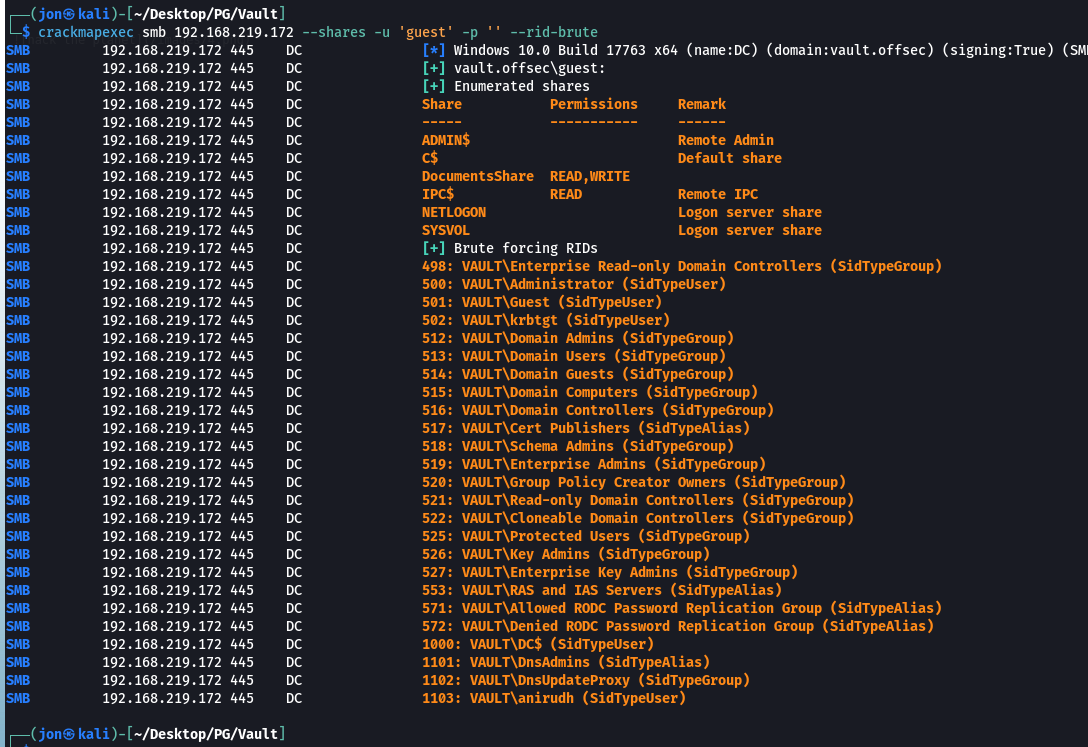 ┌──(jon㉿kali)-[~/Desktop/PG/Vault]
└─$ crackmapexec smb 192.168.219.172 --shares -u 'guest' -p '' --rid-brute
SMB 192.168.219.172 445 DC [*] Windows 10.0 Build 17763 x64 (name:DC) (domain:vault.offsec) (signing:True) (SM
SMB 192.168.219.172 445 DC [+] vault.offsec\guest:
SMB 192.168.219.172 445 DC [+] Enumerated shares
SMB 192.168.219.172 445 DC Share Permissions Remark
SMB 192.168.219.172 445 DC ----- ----------- ------
SMB 192.168.219.172 445 DC ADMIN$ Remote Admin
SMB 192.168.219.172 445 DC C$ Default share
SMB 192.168.219.172 445 DC DocumentsShare READ,WRITE
SMB 192.168.219.172 445 DC IPC$ READ Remote IPC
SMB 192.168.219.172 445 DC NETLOGON Logon server share
SMB 192.168.219.172 445 DC SYSVOL Logon server share
SMB 192.168.219.172 445 DC [+] Brute forcing RIDs
SMB 192.168.219.172 445 DC 498: VAULT\Enterprise Read-only Domain Controllers (SidTypeGroup)
SMB 192.168.219.172 445 DC 500: VAULT\Administrator (SidTypeUser)
SMB 192.168.219.172 445 DC 501: VAULT\Guest (SidTypeUser)
SMB 192.168.219.172 445 DC 502: VAULT\krbtgt (SidTypeUser)
SMB 192.168.219.172 445 DC 512: VAULT\Domain Admins (SidTypeGroup)
SMB 192.168.219.172 445 DC 513: VAULT\Domain Users (SidTypeGroup)
SMB 192.168.219.172 445 DC 514: VAULT\Domain Guests (SidTypeGroup)
SMB 192.168.219.172 445 DC 515: VAULT\Domain Computers (SidTypeGroup)
SMB 192.168.219.172 445 DC 516: VAULT\Domain Controllers (SidTypeGroup)
SMB 192.168.219.172 445 DC 517: VAULT\Cert Publishers (SidTypeAlias)
SMB 192.168.219.172 445 DC 518: VAULT\Schema Admins (SidTypeGroup)
SMB 192.168.219.172 445 DC 519: VAULT\Enterprise Admins (SidTypeGroup)
SMB 192.168.219.172 445 DC 520: VAULT\Group Policy Creator Owners (SidTypeGroup)
SMB 192.168.219.172 445 DC 521: VAULT\Read-only Domain Controllers (SidTypeGroup)
SMB 192.168.219.172 445 DC 522: VAULT\Cloneable Domain Controllers (SidTypeGroup)
SMB 192.168.219.172 445 DC 525: VAULT\Protected Users (SidTypeGroup)
SMB 192.168.219.172 445 DC 526: VAULT\Key Admins (SidTypeGroup)
SMB 192.168.219.172 445 DC 527: VAULT\Enterprise Key Admins (SidTypeGroup)
SMB 192.168.219.172 445 DC 553: VAULT\RAS and IAS Servers (SidTypeAlias)
SMB 192.168.219.172 445 DC 571: VAULT\Allowed RODC Password Replication Group (SidTypeAlias)
SMB 192.168.219.172 445 DC 572: VAULT\Denied RODC Password Replication Group (SidTypeAlias)
SMB 192.168.219.172 445 DC 1000: VAULT\DC$ (SidTypeUser)
SMB 192.168.219.172 445 DC 1101: VAULT\DnsAdmins (SidTypeAlias)
SMB 192.168.219.172 445 DC 1102: VAULT\DnsUpdateProxy (SidTypeGroup)
SMB 192.168.219.172 445 DC 1103: VAULT\anirudh (SidTypeUser)
┌──(jon㉿kali)-[~/Desktop/PG/Vault]